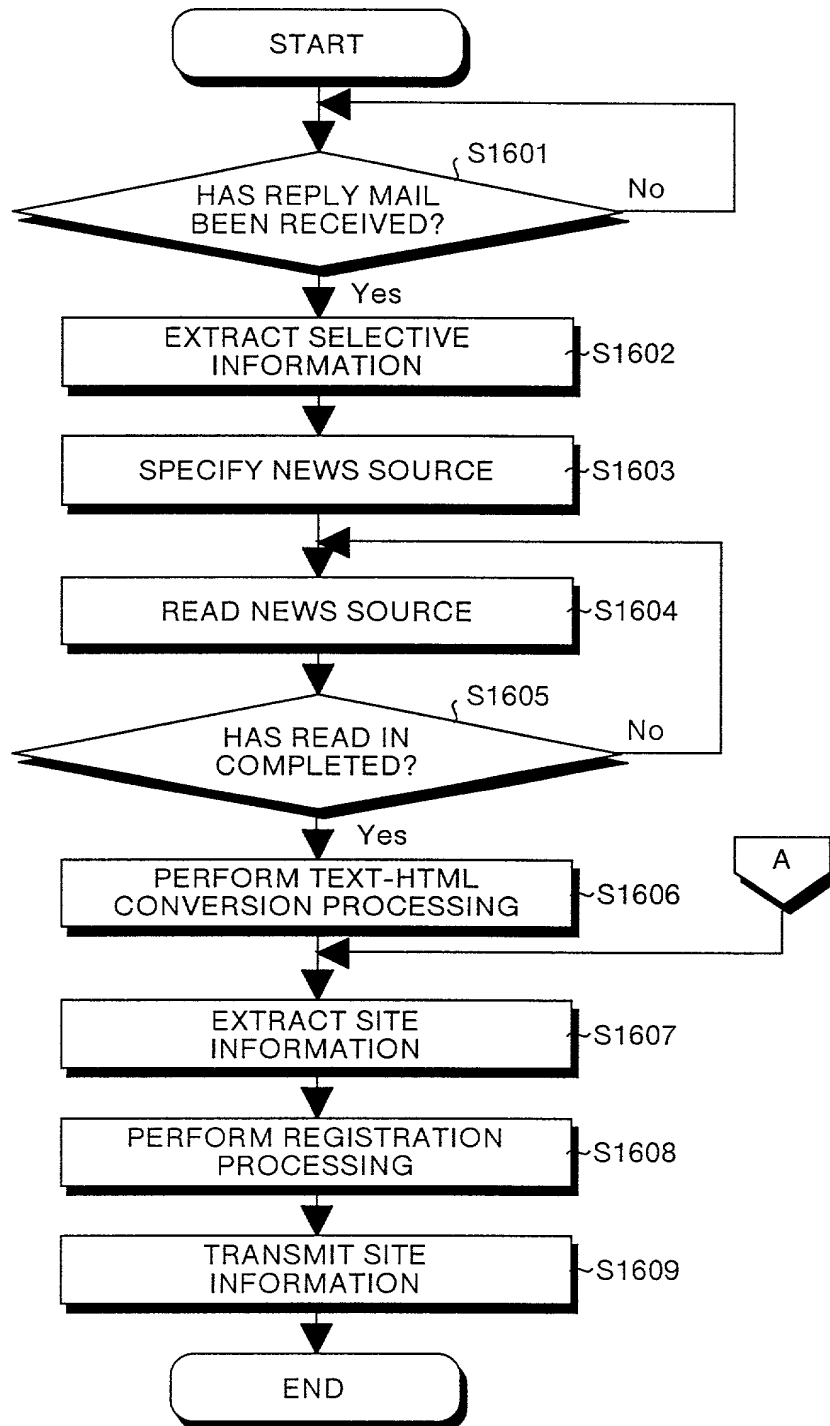 START
S1601
HAS REPLY MAIL
BEEN RECEIVED?
No
Yes
EXTRACT SELECTIVE
INFORMATION
S1602
SPECIFY NEWS SOURCE
S1603
READ NEWS SOURCE
S1604
S1605
HAS READ IN
COMPLETED?
No
Yes
A
PERFORM TEXT-HTML
CONVERSION PROCESSING
S1606
EXTRACT SITE
INFORMATION
S1607
PERFORM REGISTRATION
PROCESSING
S1608
TRANSMIT SITE
INFORMATION
S1609
END